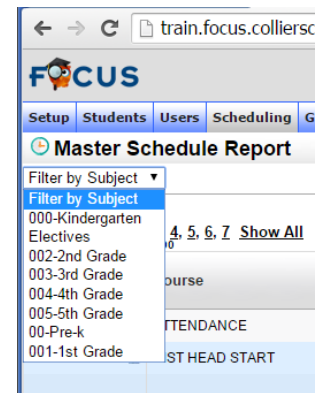 train.focus.colliersc
FOCUS
Setup Students Users Scheduling G
Master Schedule Report
Filter by Subject
Filter by Subject
000-Kindergarten
Electives
002-2nd Grade
003-3rd Grade
004-4th Grade
005-5th Grade
00-Pre-k
001-1st Grade
4, 5, 6, 7 Show All
ourse
TTENDANCE
ST HEAD START